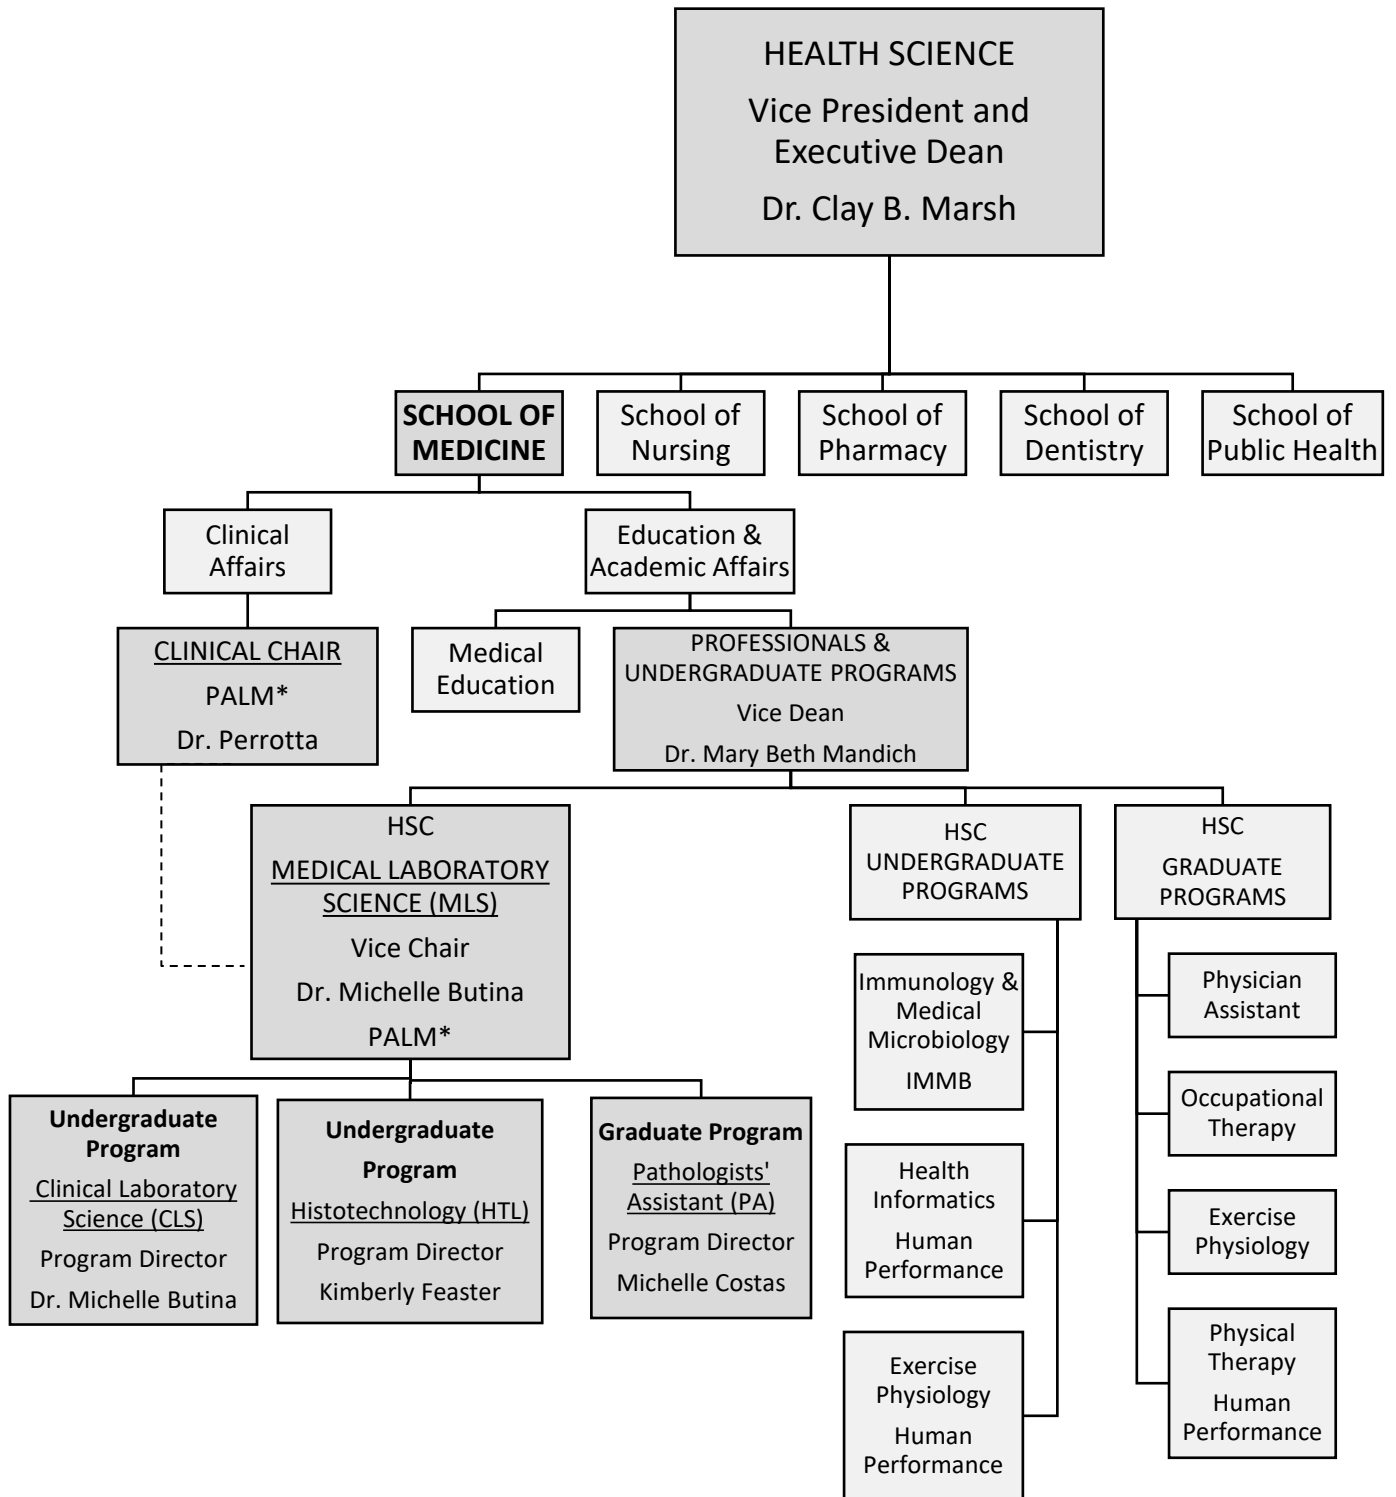 HEALTH SCIENCE
Vice President and
Executive Dean
Dr. Clay B. Marsh
SCHOOL OF
MEDICINE
School of
Nursing
School of
Pharmacy
School of
Dentistry
School of
Public Health
Clinical
Affairs
Education &
Academic Affairs
CLINICAL CHAIR
PALM*
Dr. Perrotta
Medical
Education
PROFESSIONALS &
UNDERGRADUATE PROGRAMS
Vice Dean
Dr. Mary Beth Mandich
HSC
MEDICAL LABORATORY
SCIENCE (MLS)
Vice Chair
Dr. Michelle Butina
PALM*
HSC
UNDERGRADUATE
PROGRAMS
HSC
GRADUATE
PROGRAMS
Undergraduate
Program
Clinical Laboratory
Science (CLS)
Program Director
Dr. Michelle Butina
Undergraduate
Program
Histotechnology (HTL)
Program Director
Kimberly Feaster
Graduate Program
Pathologists'
Assistant (PA)
Program Director
Michelle Costas
Immunology &
Medical
Microbiology
IMMB
Health
Informatics
Human
Performance
Exercise
Physiology
Human
Performance
Physician
Assistant
Occupational
Therapy
Exercise
Physiology
Physical
Therapy
Human
Performance